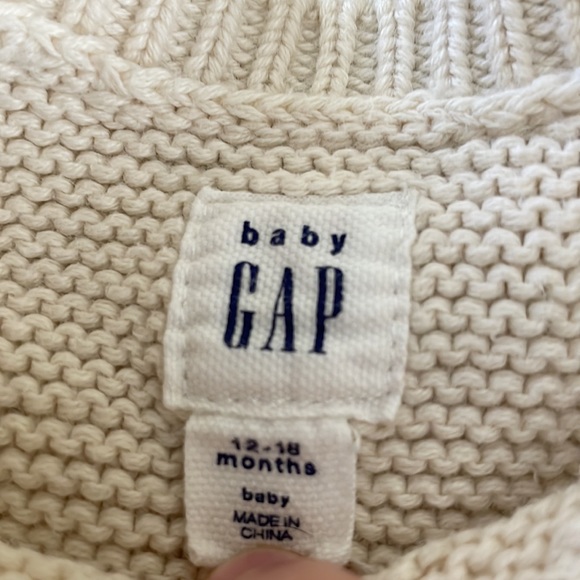 baby
GAP
12-18
months
baby
MADE IN
CHINA